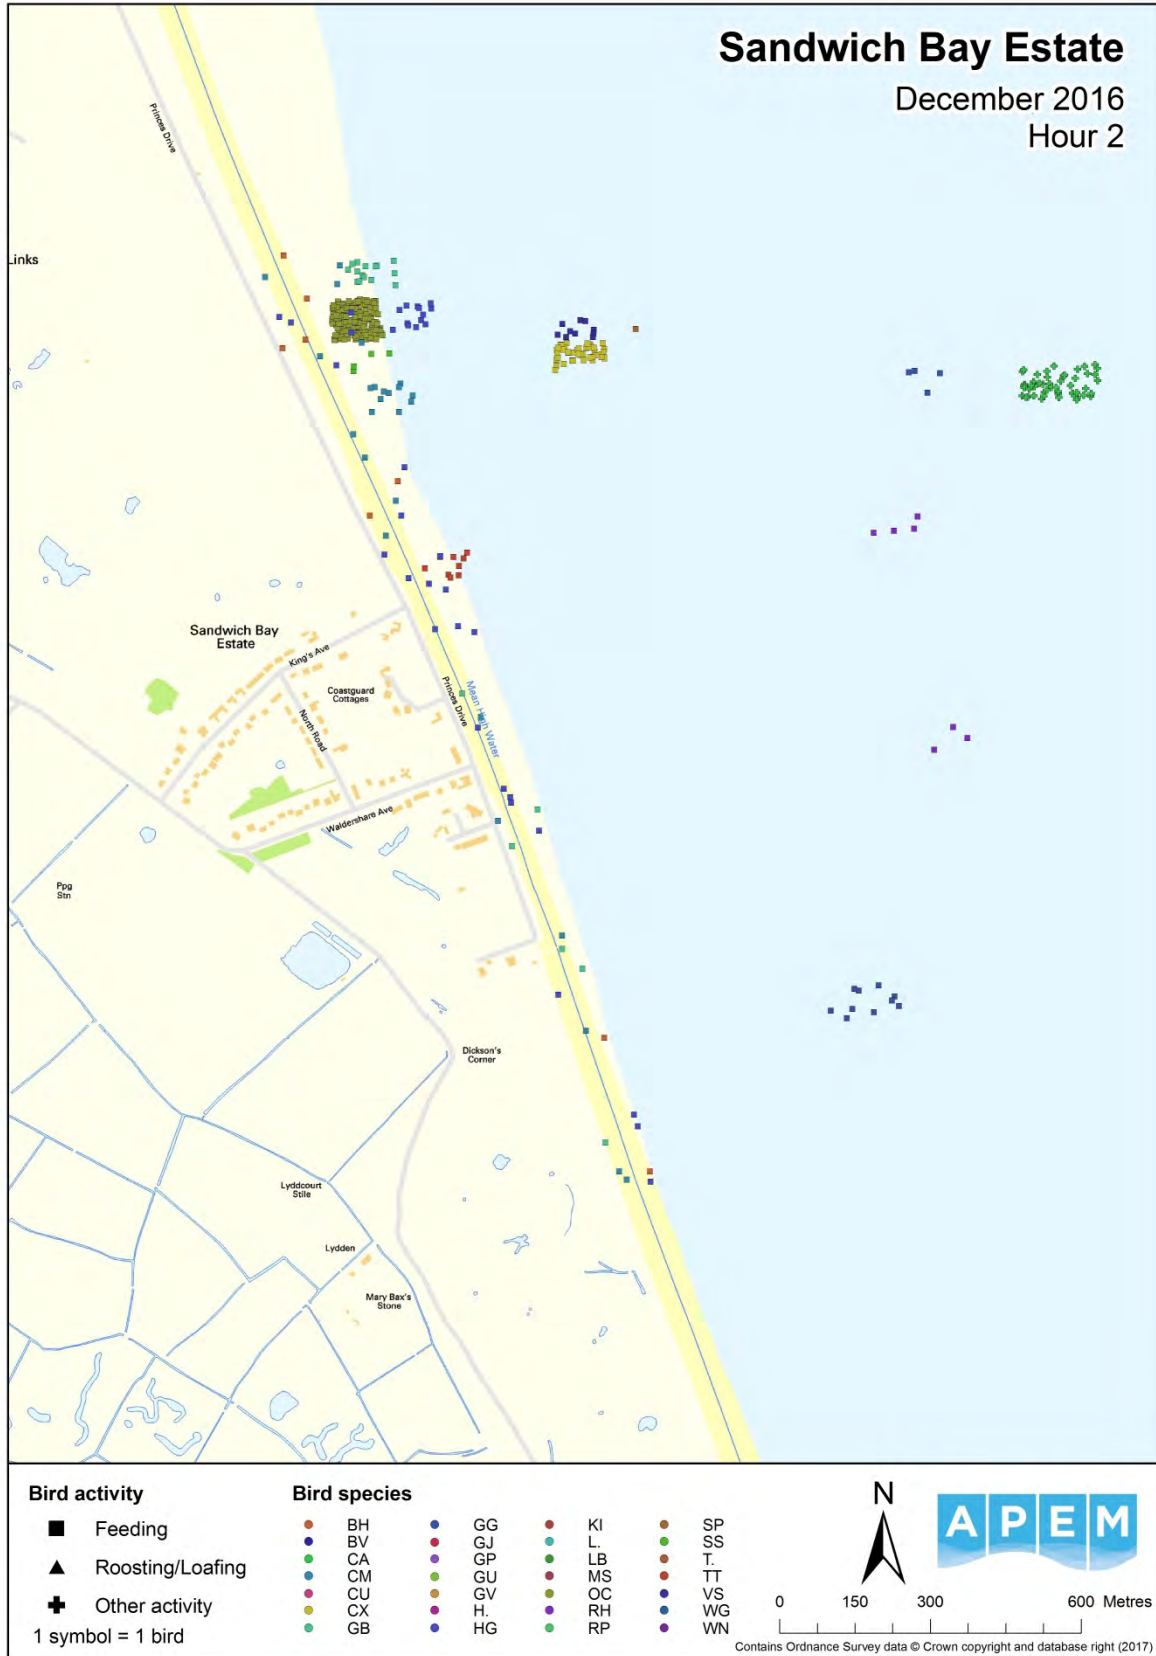 Sandwich Bay Estate
December 2016
Hour 2
Princes Drive
Links
Sandwich Bay
Estate
King's Ave
Coastguard
Cottages
North Road
Princes Drive
Mean High Water
Waldershare Ave
Ppg
Stn
Dickson's
Corner
Lyddcourt
Stile
Lydden
Mary Bax's
Stone
Bird activity
Feeding
Roosting/Loafing
Other activity
1 symbol = 1 bird
Bird species
BH GG KI SP
BV GJ L. SS
CA GP LB T.
CM GU MS TT
CU GV OC VS
CX H. RH WG
GB HG RP WN
N
APEM
0 150 300 600 Metres
Contains Ordnance Survey data © Crown copyright and database right (2017)